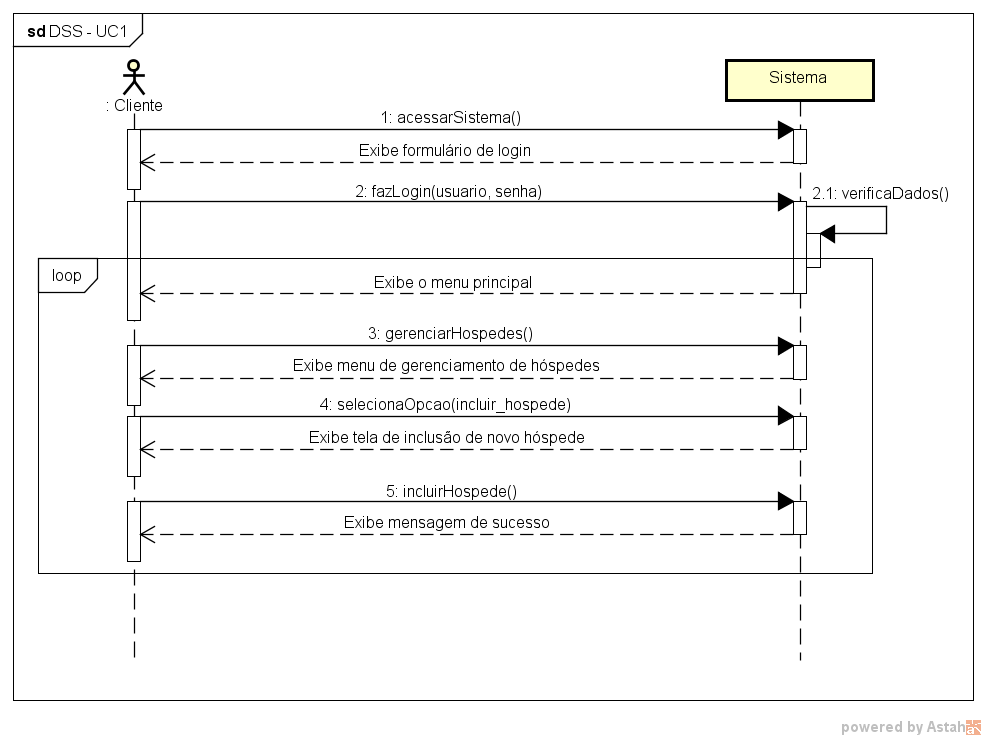 sd DSS - UC1
: Cliente
Sistema
1: acessarSistema()
Exibe formulário de login
2: fazLogin(usuario, senha)
2.1: verificaDados()
loop
Exibe o menu principal
3: gerenciarHospedes()
Exibe menu de gerenciamento de hóspedes
4: selecionaOpcao(incluir_hospede)
Exibe tela de inclusão de novo hóspede
5: incluirHospede()
Exibe mensagem de sucesso
powered by Astah